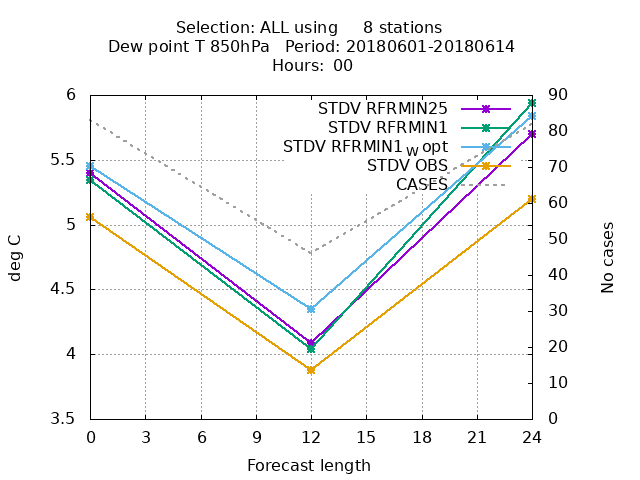 Selection: ALL using 8 stations
Dew point T 850hPa Period: 20180601-20180614
Hours: 00
6
5.5
5
4.5
4
3.5
90
80
70
60
50
40
30
20
10
0
STDV RFRMIN25
STDV RFRMIN1
STDV RFRMIN1wopt
STDV OBS
CASES
deg C
No cases
0 3 6 9 12 15 18 21 24
Forecast length